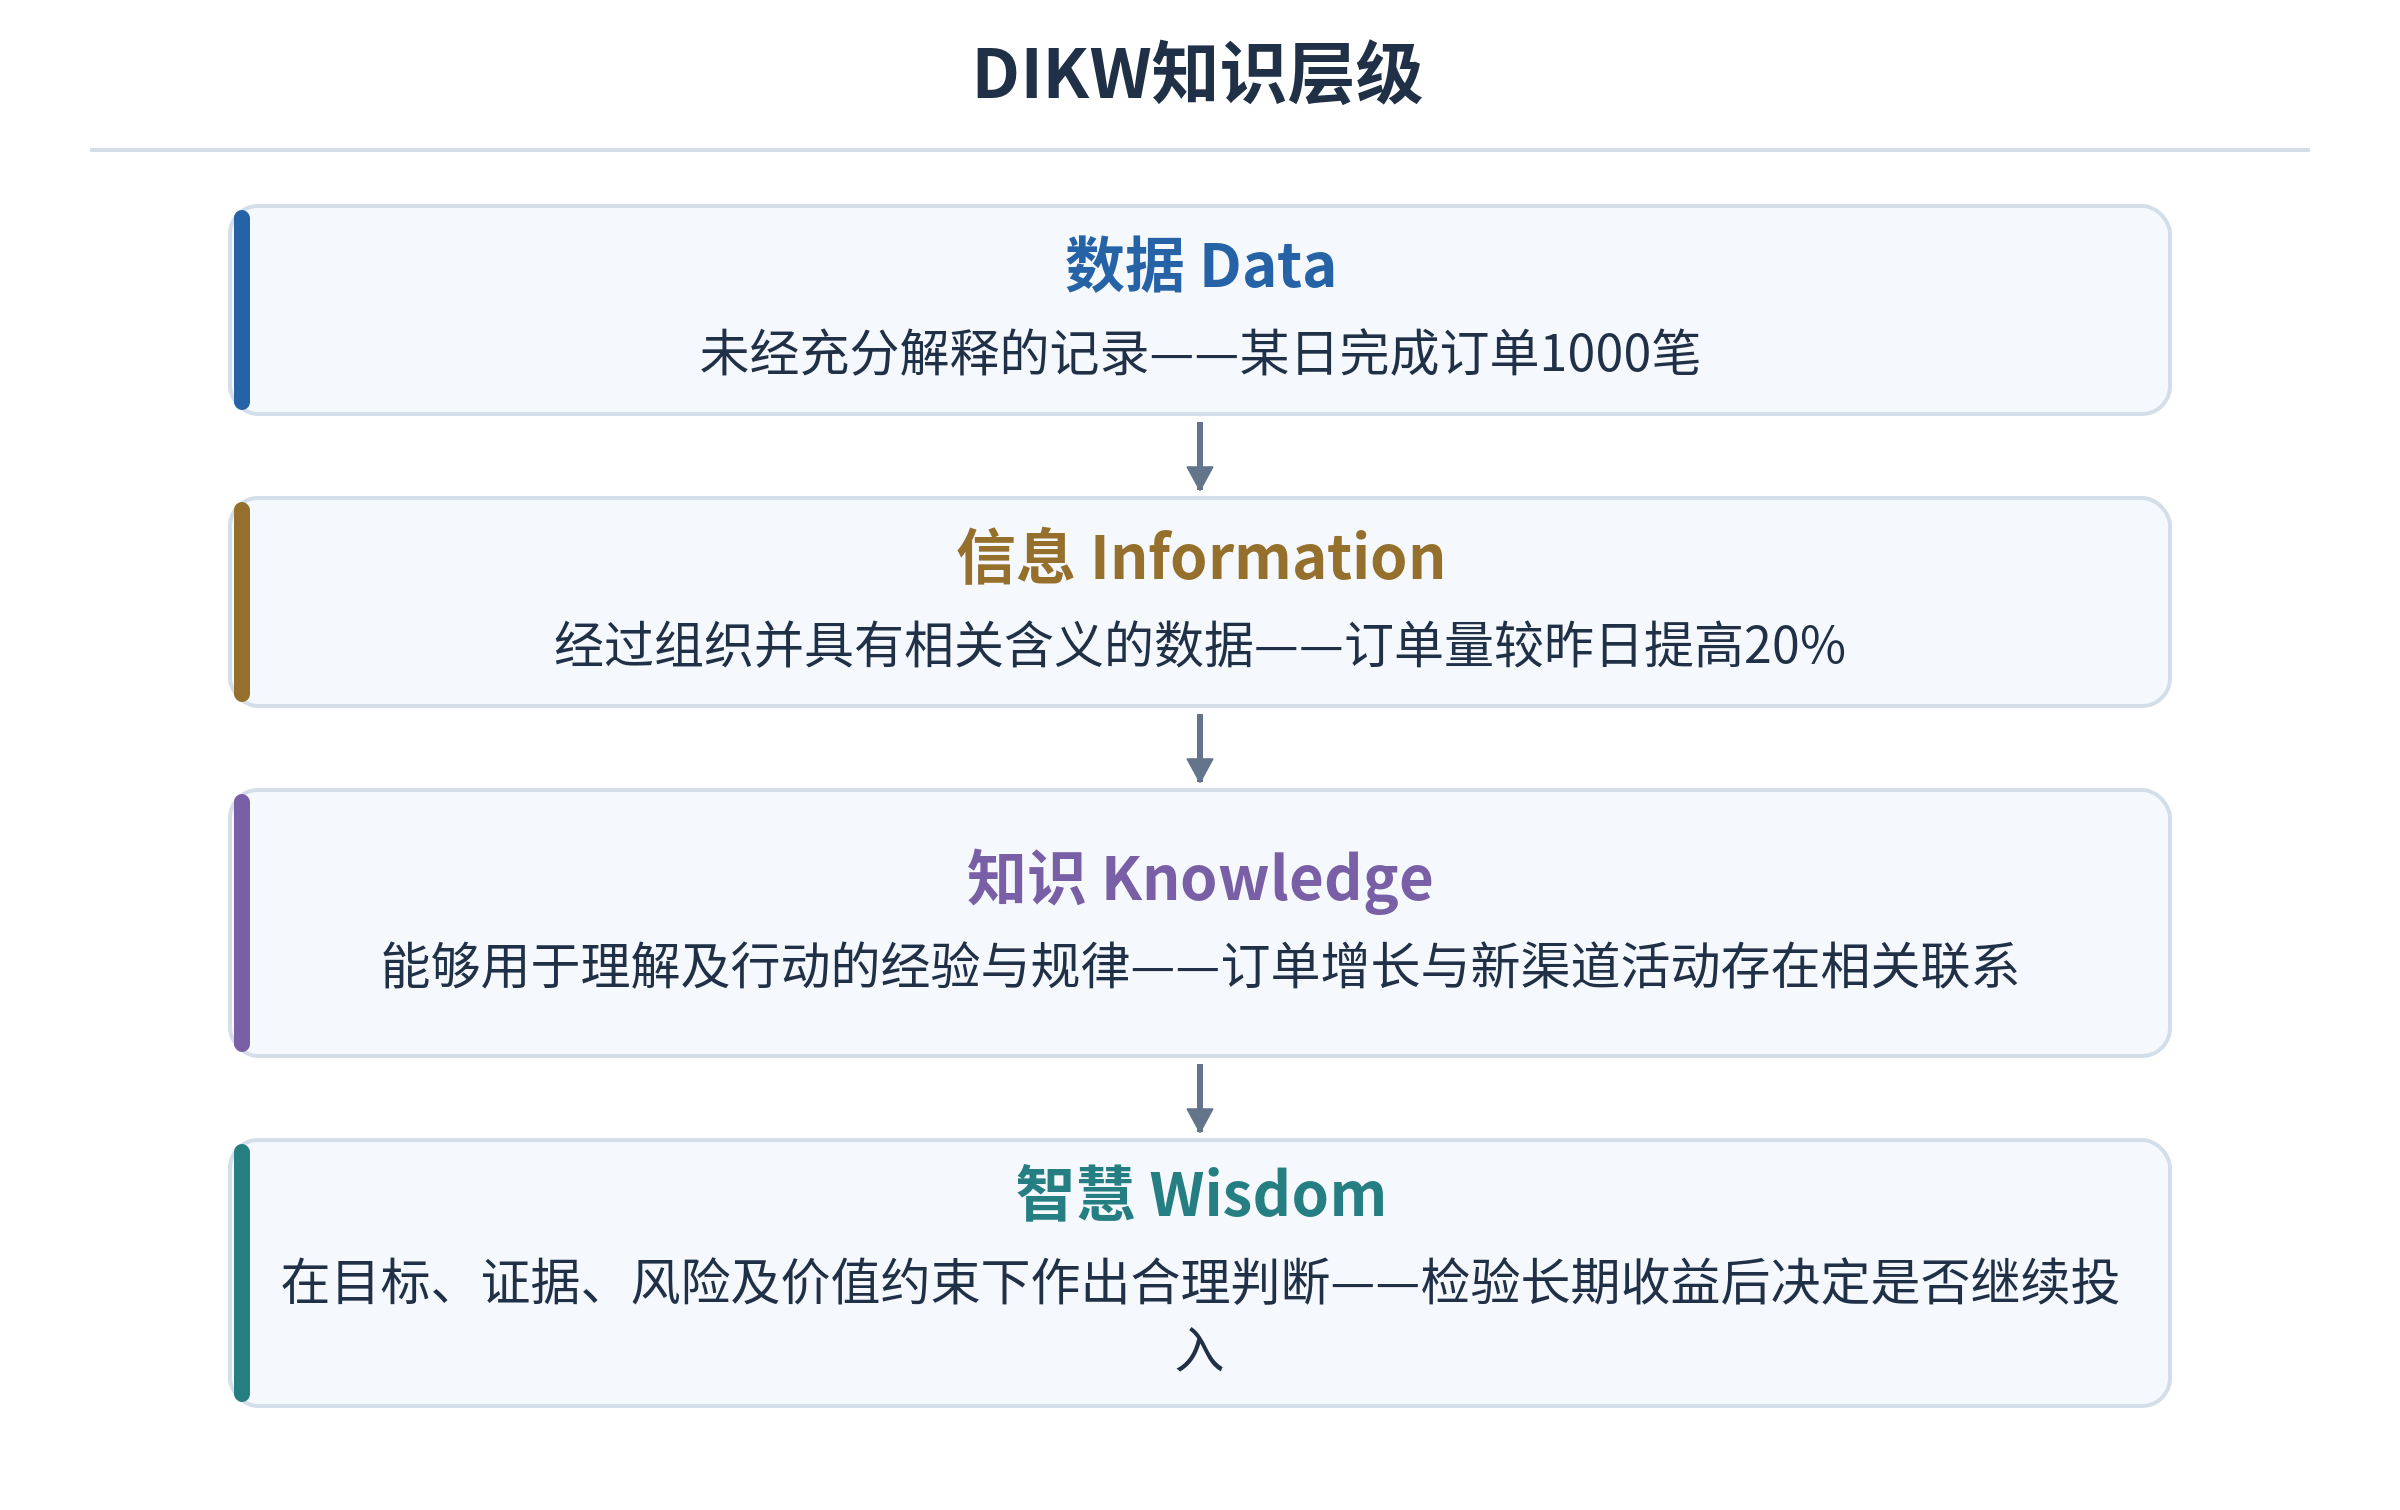 DIKW知识层级
数据 Data
未经充分解释的记录——某日完成订单1000笔
信息 Information
经过组织并具有相关含义的数据——订单量较昨日提高20%
知识 Knowledge
能够用于理解及行动的经验与规律——订单增长与新渠道活动存在相关联系
智慧 Wisdom
在目标、证据、风险及价值约束下作出合理判断——检验长期收益后决定是否继续投
入